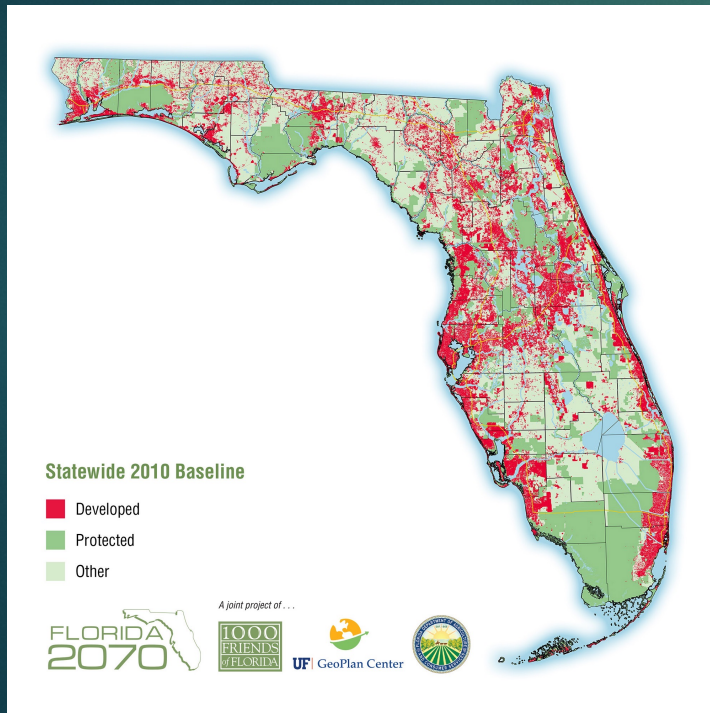 Statewide 2010 Baseline
Developed
Protected
Other
A joint project of . . .
FLORIDA
2070
1000
FRIENDS
of FLORIDA
UF GeoPlan Center